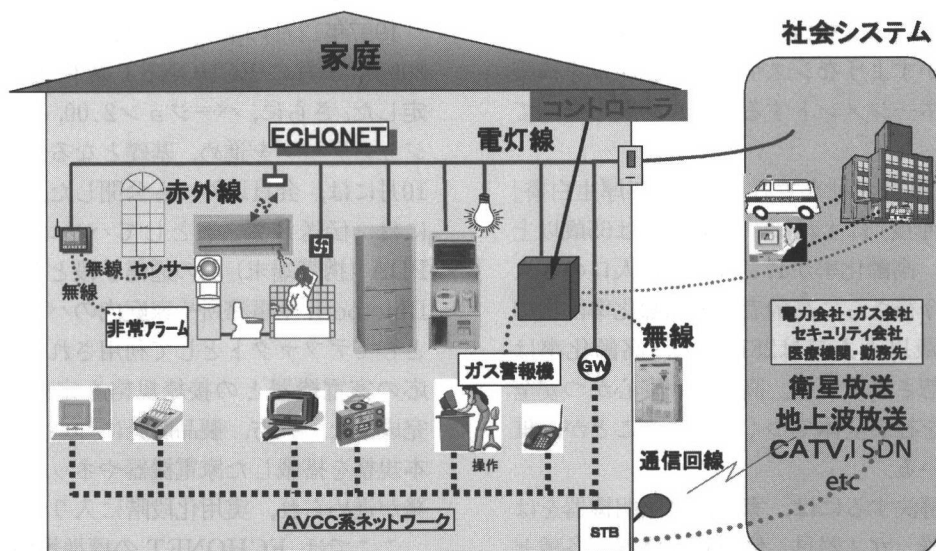 社会システム
家庭
コントローラ
ECHONET
電灯線
赤外線
無線
センサー
無線
非常アラーム
無線
ガス警報機
GW
操作
通信回線
AVCC系ネットワーク
STB
電力会社・ガス会社
セキュリティ会社
医療機関・勤務先
衛星放送
地上波放送
CATV,ISDN
etc